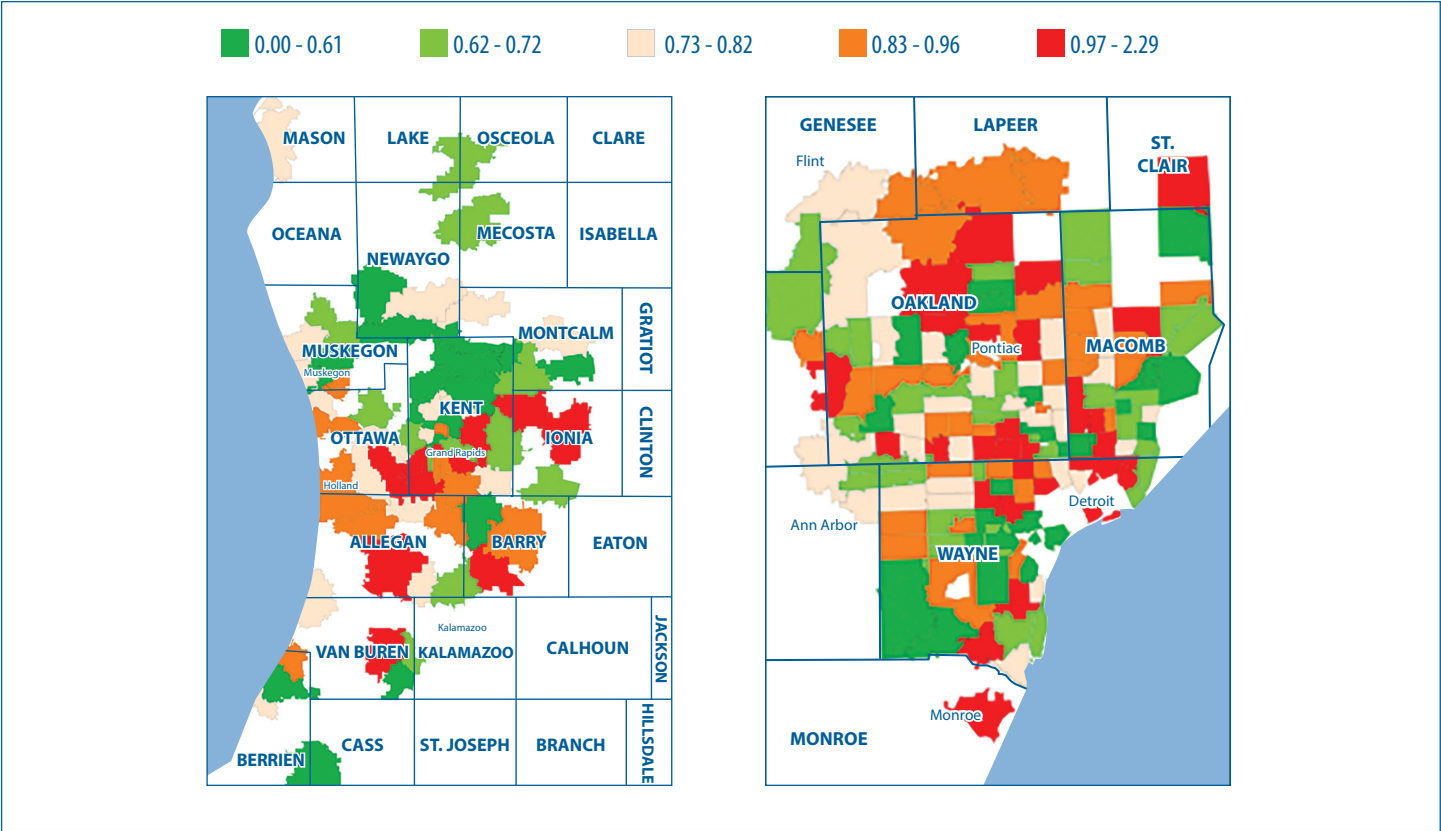 0.00 - 0.61
0.62 - 0.72
0.73 - 0.82
0.83 - 0.96
0.97 - 2.29
MASON
LAKE
OSCEOLA
CLARE
OCEANA
NEWAYGO
MECOSTA
ISABELLA
MUSKEGON
Muskegon
MONTCALM
GRATIOT
KENT
OTTAWA
Grand Rapids
IONIA
CLINTON
Holland
ALLEGAN
BARRY
EATON
VAN BUREN
Kalamazoo
KALAMAZOO
CALHOUN
JACKSON
BERRIEN
CASS
ST. JOSEPH
BRANCH
HILLSDALE
GENESEE
LAPEER
ST.
CLAIR
Flint
OAKLAND
Pontiac
MACOMB
Detroit
Ann Arbor
WAYNE
Monroe
MONROE